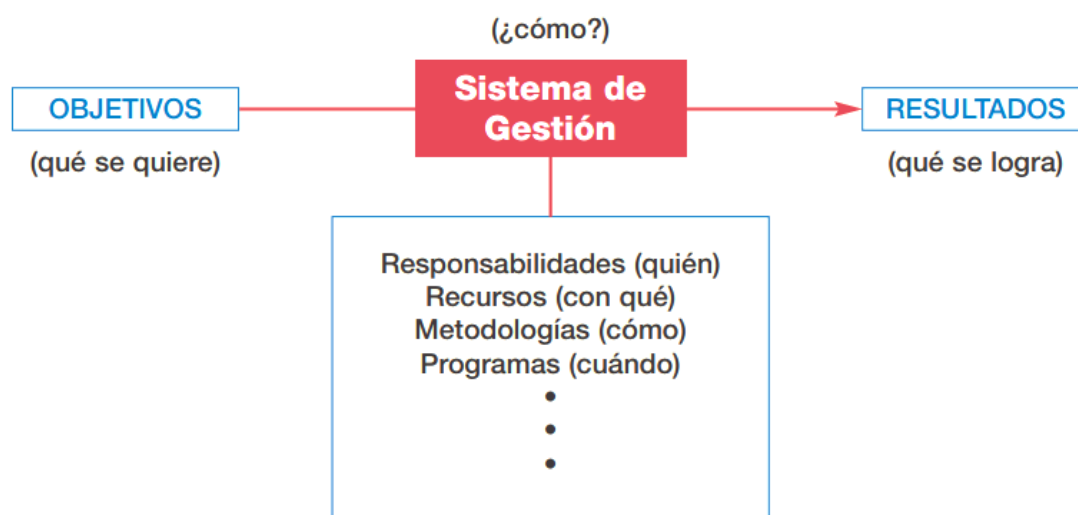 (¿cómo?)
OBJETIVOS
Sistema de
Gestión
RESULTADOS
(qué se quiere)
(qué se logra)
Responsabilidades (quién)
Recursos (con qué)
Metodologías (cómo)
Programas (cuándo)
•
•
•